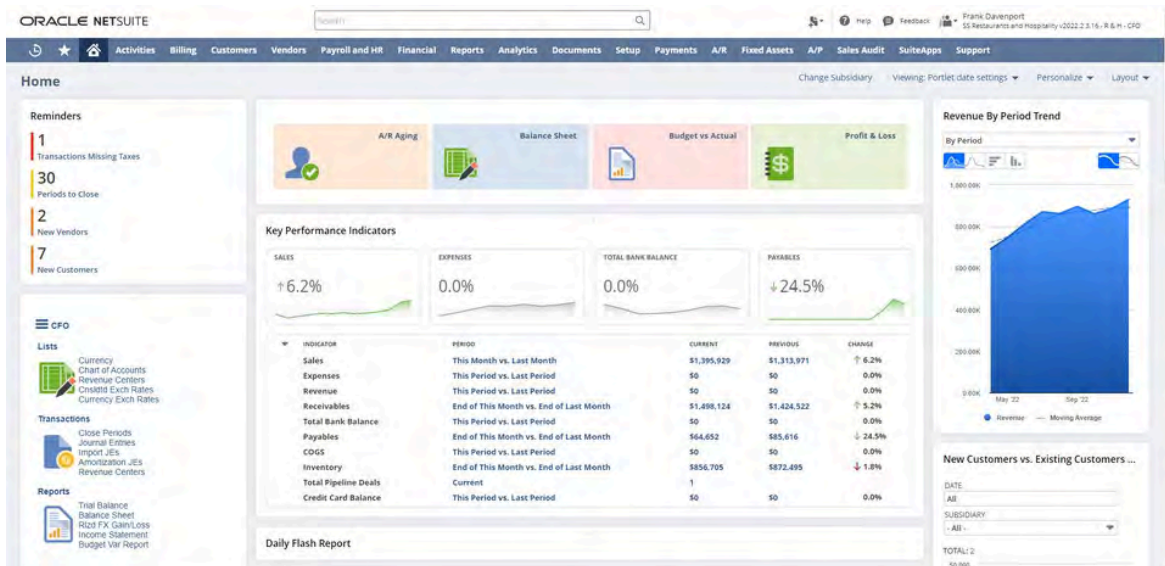 ORACLE NETSUITE
Search
Help
Feedback
Frank Davenport
SS Restaurants and Hospitality v2022.2.3.16 - R & H - CFO
Activities Billing Customers Vendors Payroll and HR Financial Reports Analytics Documents Setup Payments A/R Fixed Assets A/P Sales Audit SuiteApps Support
Home
Change Subsidiary Viewing: Portlet date settings Personalize Layout
Reminders
1
Transactions Missing Taxes
30
Periods to Close
2
New Vendors
7
New Customers
CFO
Lists
Currency
Chart of Accounts
Revenue Centers
Cnsldtd Exch Rates
Currency Exch Rates
Transactions
Close Periods
Journal Entries
Import JEs
Amortization JEs
Revenue Centers
Reports
Trial Balance
Balance Sheet
Rlzd FX Gain/Loss
Income Statement
Budget Var Report
A/R Aging
Balance Sheet
Budget vs Actual
Profit & Loss
Key Performance Indicators
SALES
6.2%
EXPENSES
0.0%
TOTAL BANK BALANCE
0.0%
PAYABLES
24.5%
INDICATOR PERIOD CURRENT PREVIOUS CHANGE
Sales This Month vs. Last Month $1,395,929 $1,313,971 6.2%
Expenses This Period vs. Last Period $0 $0 0.0%
Revenue This Period vs. Last Period $0 $0 0.0%
Receivables End of This Month vs. End of Last Month $1,498,124 $1,424,522 5.2%
Total Bank Balance This Period vs. Last Period $0 $0 0.0%
Payables End of This Month vs. End of Last Month $64,652 $85,616 24.5%
COGS This Period vs. Last Period $0 $0 0.0%
Inventory End of This Month vs. End of Last Month $856,705 $872,495 1.8%
Total Pipeline Deals Current 1
Credit Card Balance This Period vs. Last Period $0 $0 0.0%
Daily Flash Report
Revenue By Period Trend
By Period
1,000.00K
800.00K
600.00K
400.00K
200.00K
0.00K
May '22 Sep '22
Revenue Moving Average
New Customers vs. Existing Customers ...
DATE
All
SUBSIDIARY
- All -
TOTAL: 2
50,000